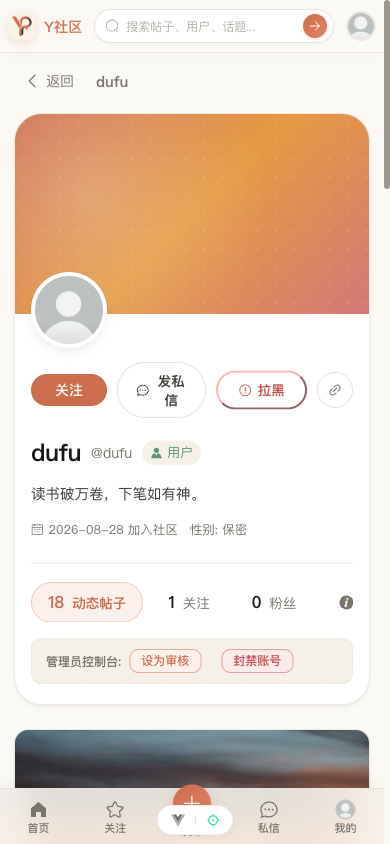 Y社区
搜索帖子、用户、话题...
返回
dufu
关注
发私
信
拉黑
dufu @dufu 用户
读书破万卷，下笔如有神。
2026-08-28 加入社区 性别: 保密
18 动态帖子 1 关注 0 粉丝
管理员控制台: 设为审核 封禁账号
首页 关注 私信 我的